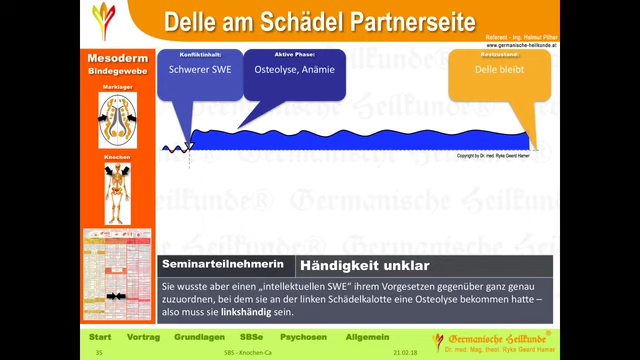 Delle am Schädel Partnerseite
Referent - Ing. Helmut Pilhar
www.germanische-heilkunde.at
Mesoderm
Bindegewebe
Marklager
Knochen
Konfliktinhalt:
Schwerer SWE
Aktive Phase:
Osteolyse, Anämie
Restzustand:
Delle bleibt
Copyright by Dr. med. Ryke Geerd Hamer
Seminarteilnehmerin
Händigkeit unklar
Sie wusste aber einen „intellektuellen SWE“ ihrem Vorgesetzen gegenüber ganz genau
zuzuordnen, bei dem sie an der linken Schädelkalotte eine Osteolyse bekommen hatte –
also muss sie linkshändig sein.
Start Vortrag Grundlagen SBSe Psychosen Allgemein
Germanische Heilkunde®
Dr. med. Mag. theol. Ryke Geerd Hamer
35 SBS - Knochen-Ca 21.02.18